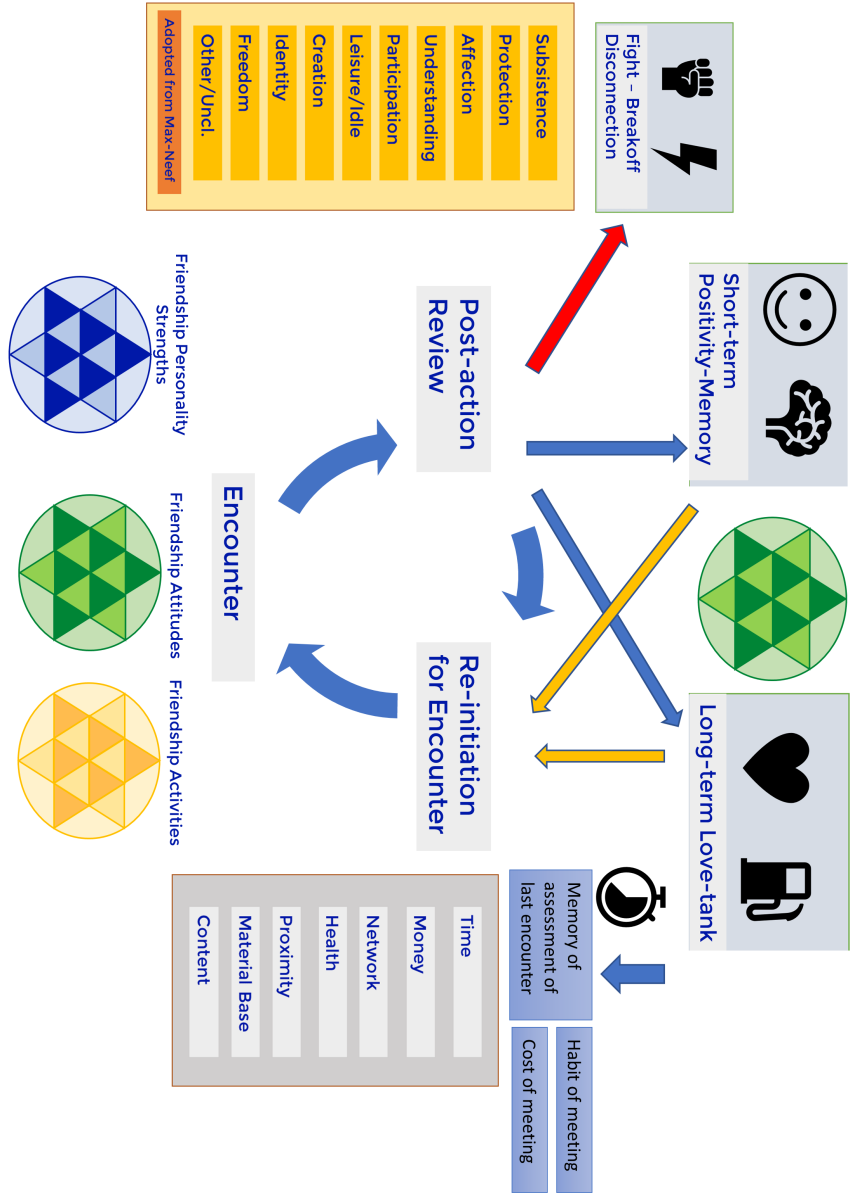 Fight – Breakoff
Disconnection
Short-term
Positivity-Memory
Long-term Love-tank
Subsistence
Protection
Affection
Understanding
Participation
Leisure/Idle
Creation
Identity
Freedom
Other/Uncl.
Adopted from Max-Neef
Post-action
Review
Re-initiation
for Encounter
Encounter
Memory of
assessment of
last encounter
Habit of meeting
Cost of meeting
Time
Money
Network
Health
Proximity
Material Base
Content
Friendship Personality
Strengths
Friendship Attitudes
Friendship Activities